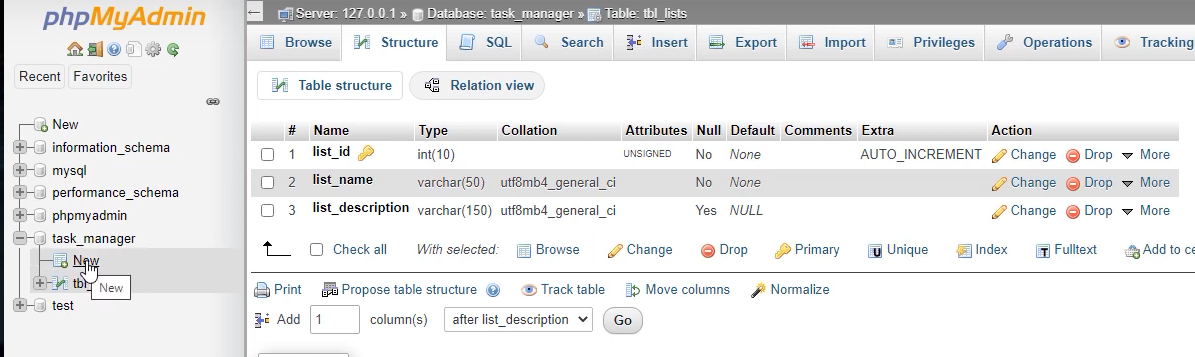 phpMyAdmin
Recent Favorites
New
information_schema
mysql
performance_schema
phpmyadmin
task_manager
New
tbl
New
test
Server: 127.0.0.1 » Database: task_manager » Table: tbl_lists
Browse Structure SQL Search Insert Export Import Privileges Operations Tracking
Table structure Relation view
# Name Type Collation Attributes Null Default Comments Extra Action
1 list_id int(10) UNSIGNED No None AUTO_INCREMENT Change Drop More
2 list_name varchar(50) utf8mb4_general_ci No None Change Drop More
3 list_description varchar(150) utf8mb4_general_ci Yes NULL Change Drop More
Check all With selected: Browse Change Drop Primary Unique Index Fulltext Add to ce
Print Propose table structure Track table Move columns Normalize
Add 1 column(s) after list_description Go